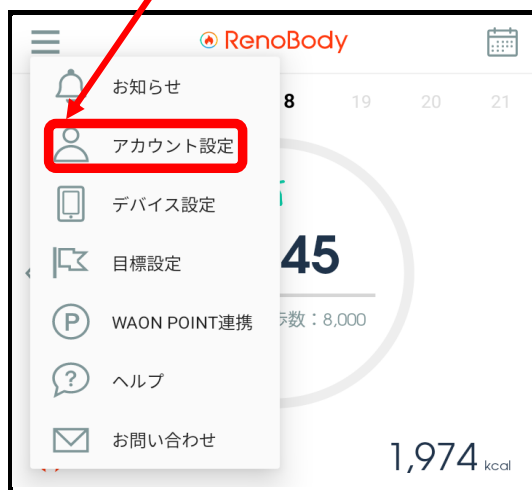 RenoBody
お知らせ
8 19 20 21
アカウント設定
デバイス設定
45
目標設定
歩数：8,000
P WAON POINT連携
? ヘルプ
お問い合わせ
1,974 kcal